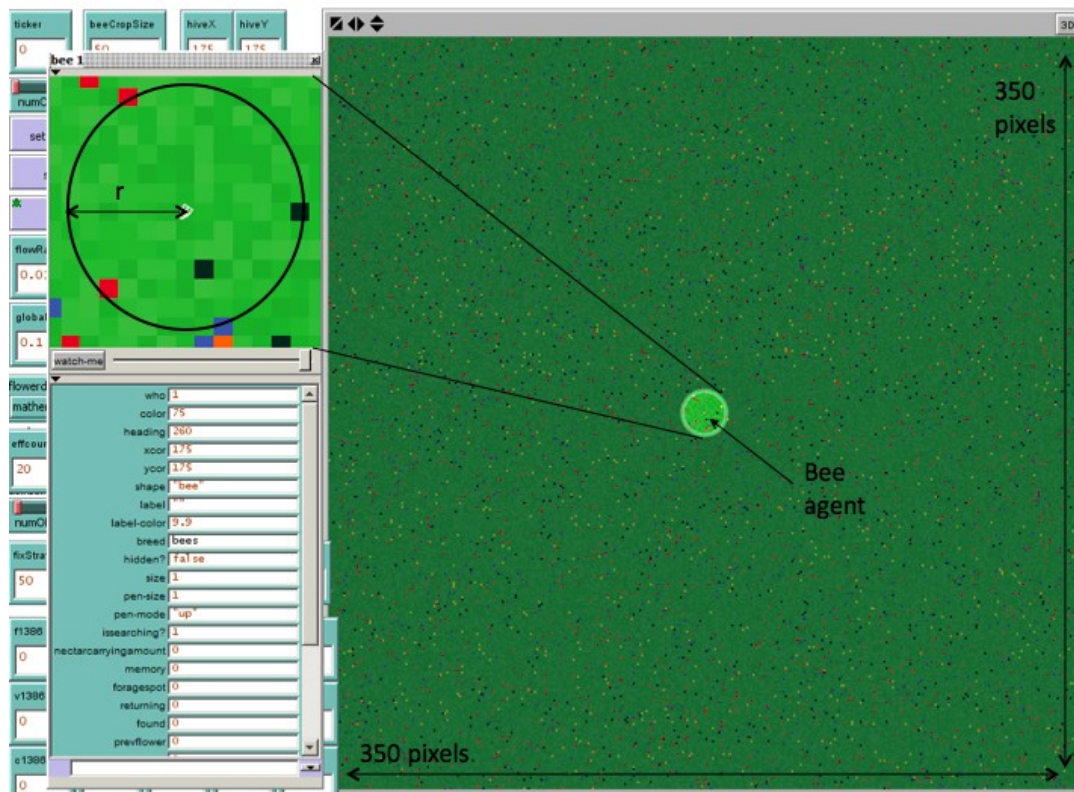 ticker
0
beeCropSize
50
hiveX
175
hiveY
175
3D
bee 1
numO
set
s
flowRa
0.0
global
0.1
flowerd
mather
effcour
20
numO
fixStra
50
f1386
0
v1386
0
c1386
0
r
watch-me
who 1
color 75
heading 260
xcor 175
ycor 175
shape "bee"
label ""
label-color 9.9
breed bees
hidden? false
size 1
pen-size 1
pen-mode "up"
issearching? 1
nectarcarryingamount 0
memory 0
foragespot 0
returning 0
found 0
prevflower 0
350
pixels
Bee
agent
350 pixels